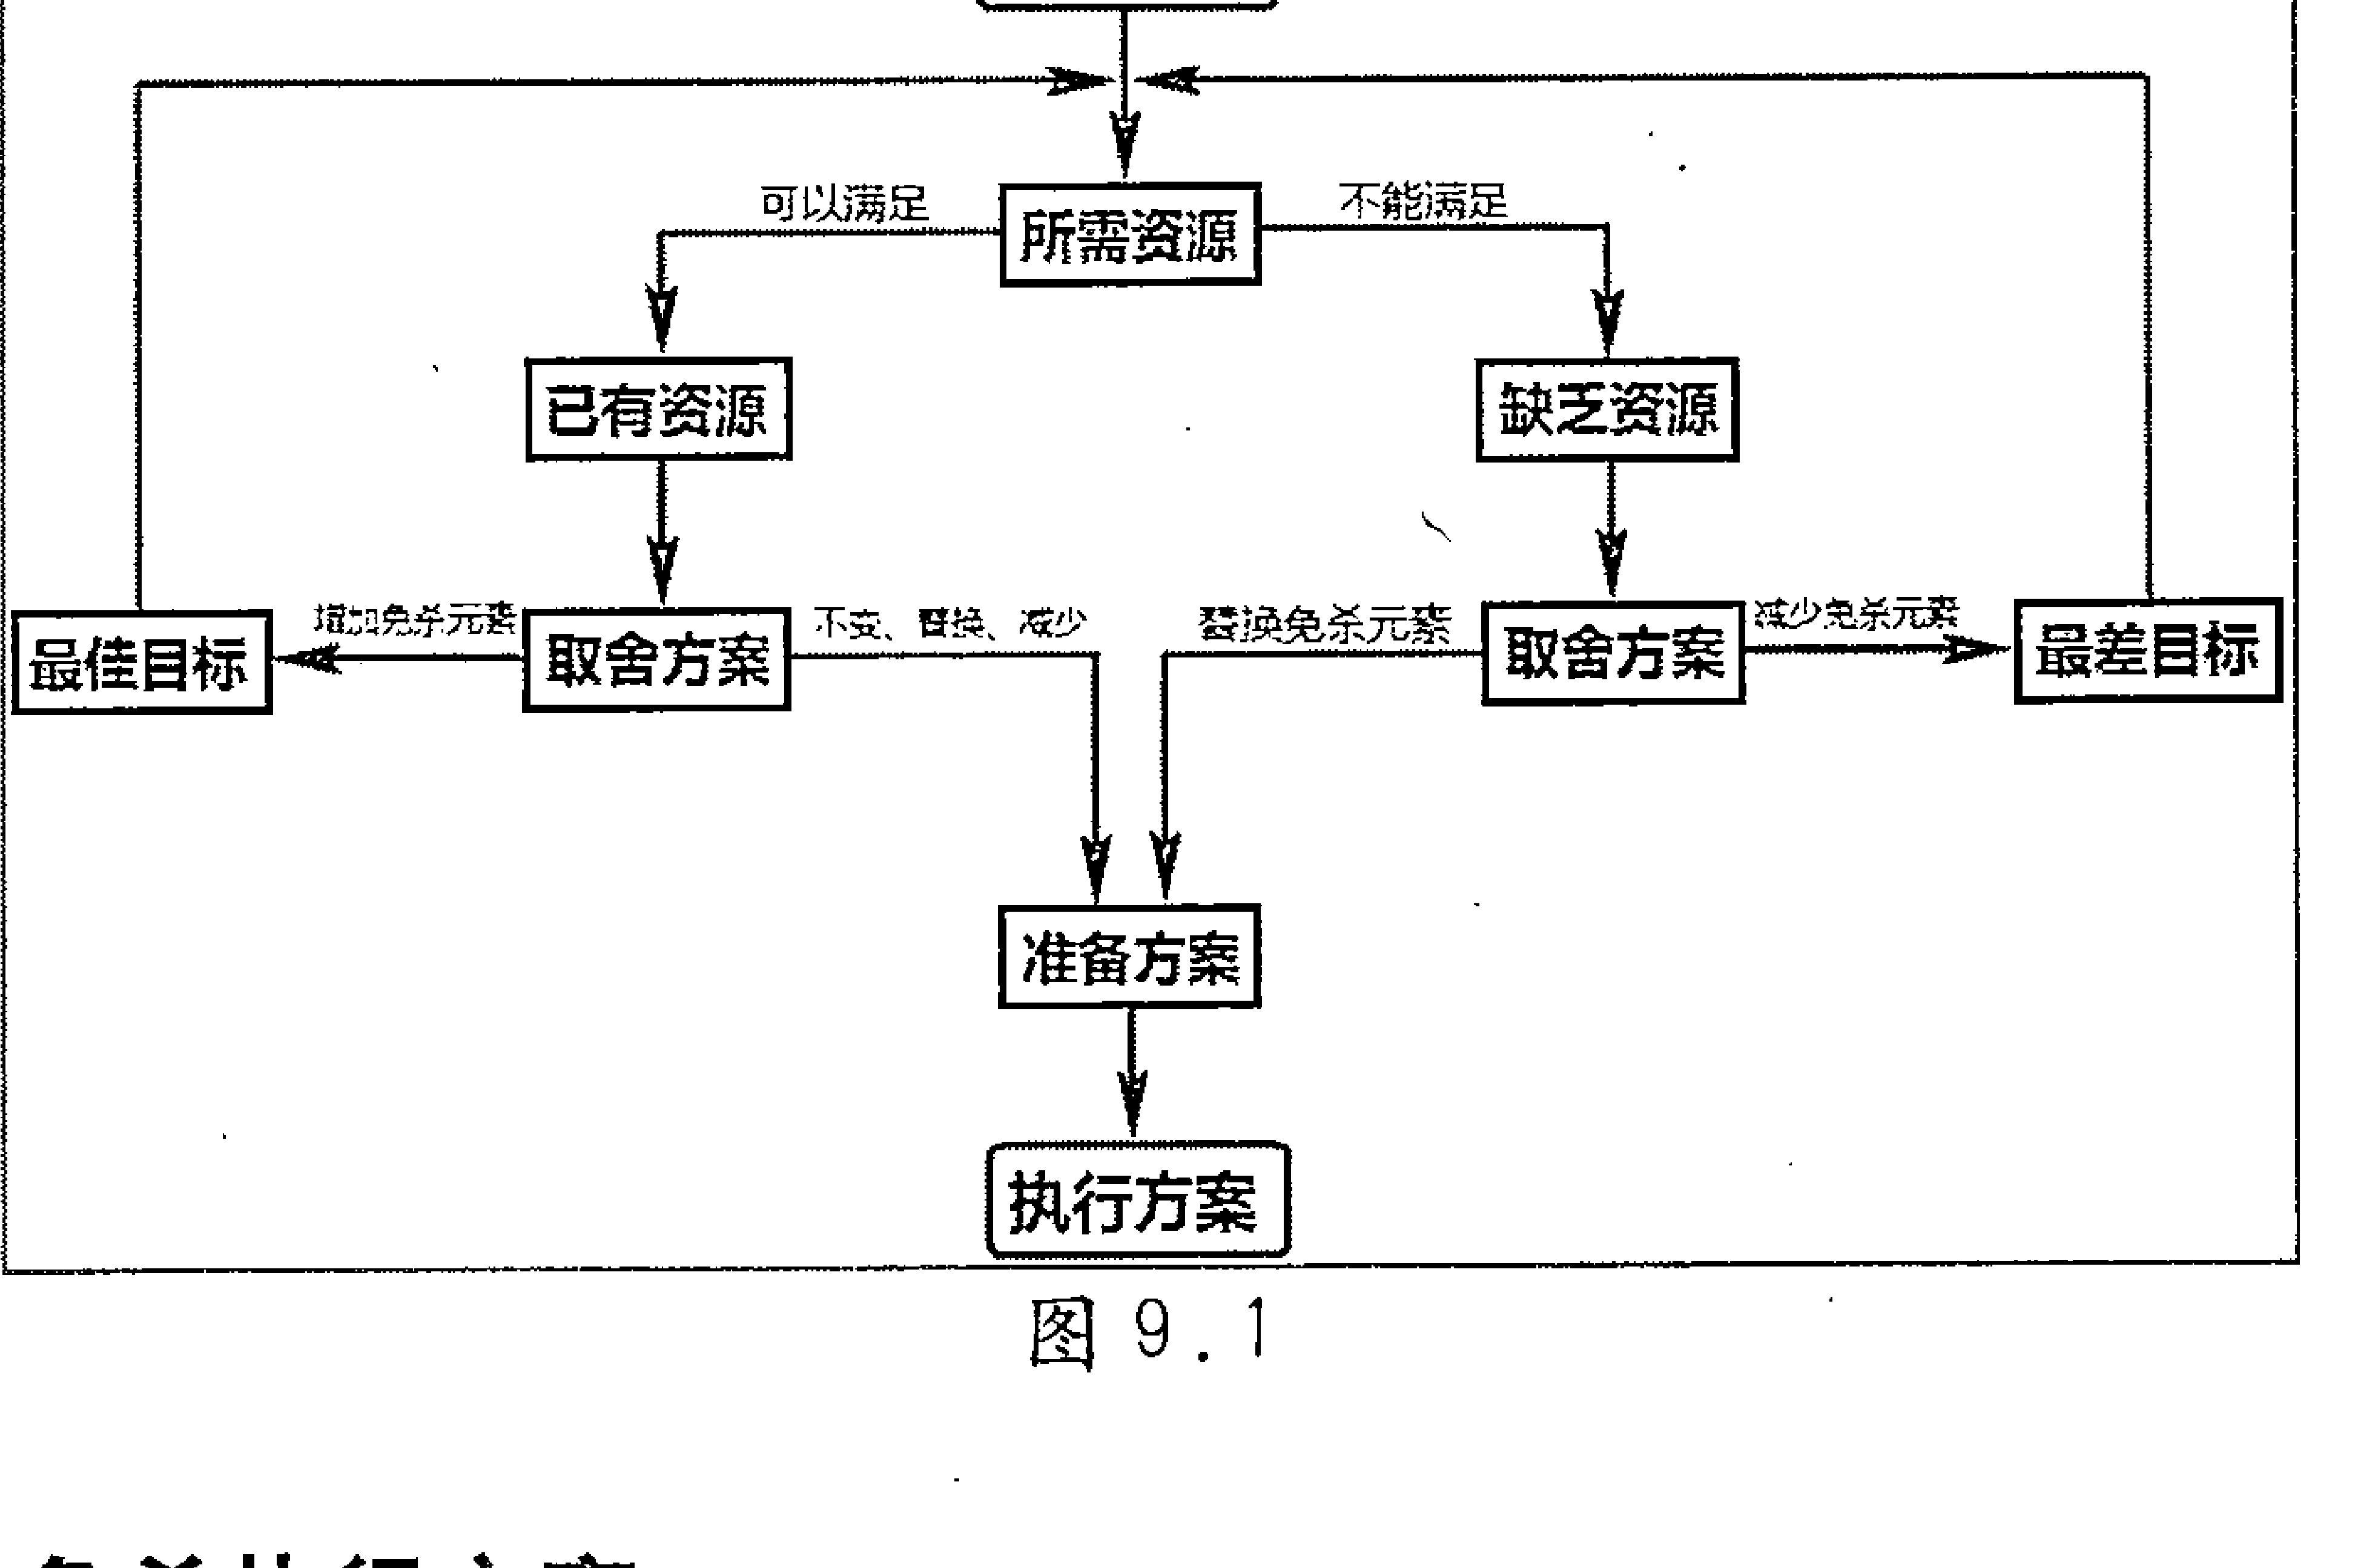 可以满足
不能满足
所需资源
已有资源
缺乏资源
增加免杀元素
不变、替换、减少
替换免杀元素
减少免杀元素
最佳目标
取舍方案
取舍方案
最差目标
准备方案
执行方案
图 9.1